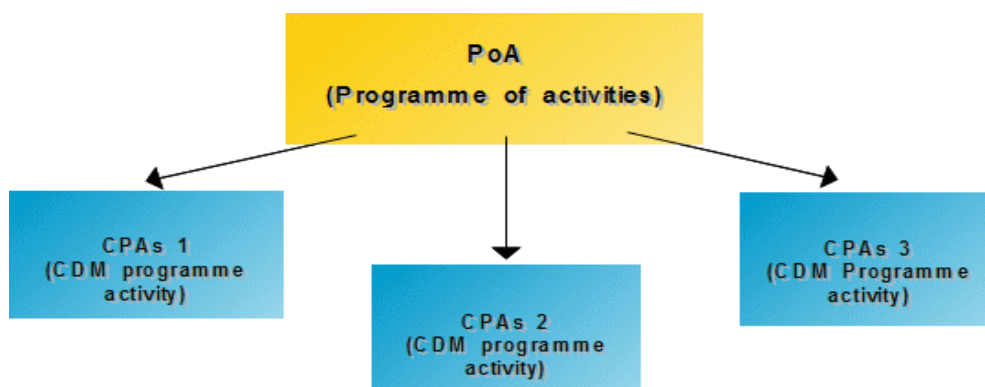 PoA
(Programme of activities)
CPAs 1
(CDM programme
activity)
CPAs 2
(CDM programme
activity)
CPAs 3
(CDM Programme
activity)